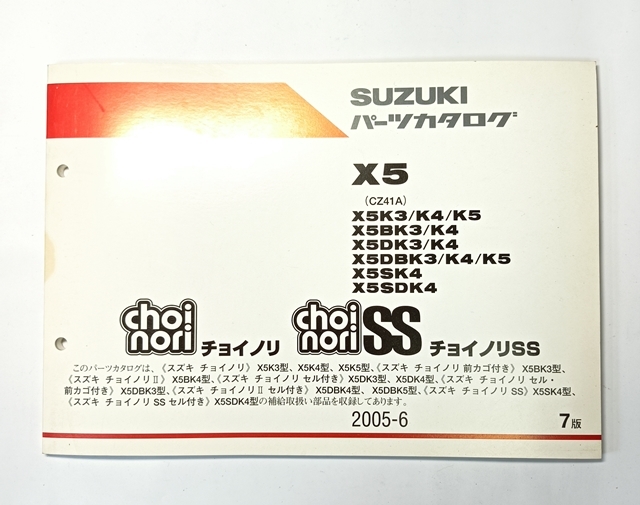 SUZUKI
パーツカタログ
X5
(CZ41A)
X5K3/K4/K5
X5BK3/K4
X5DK3/K4
X5DBK3/K4/K5
X5SK4
X5SDK4
choi nori チョイノリ choi nori SS チョイノリSS
このパーツカタログは、《スズキ チョイノリ》 X5K3型、X5K4型、X5K5型、《スズキ チョイノリ 前カゴ付き》 X5BK3型、
《スズキ チョイノリⅡ》 X5BK4型、《スズキ チョイノリ セル付き》 X5DK3型、X5DK4型、《スズキ チョイノリ セル・
前カゴ付き》 X5DBK3型、《スズキ チョイノリⅡ セル付き》 X5DBK4型、X5DBK5型、《スズキ チョイノリ SS》 X5SK4型、
《スズキ チョイノリ SS セル付き》 X5SDK4型の補給取扱い部品を収録してあります。
2005-6
7版